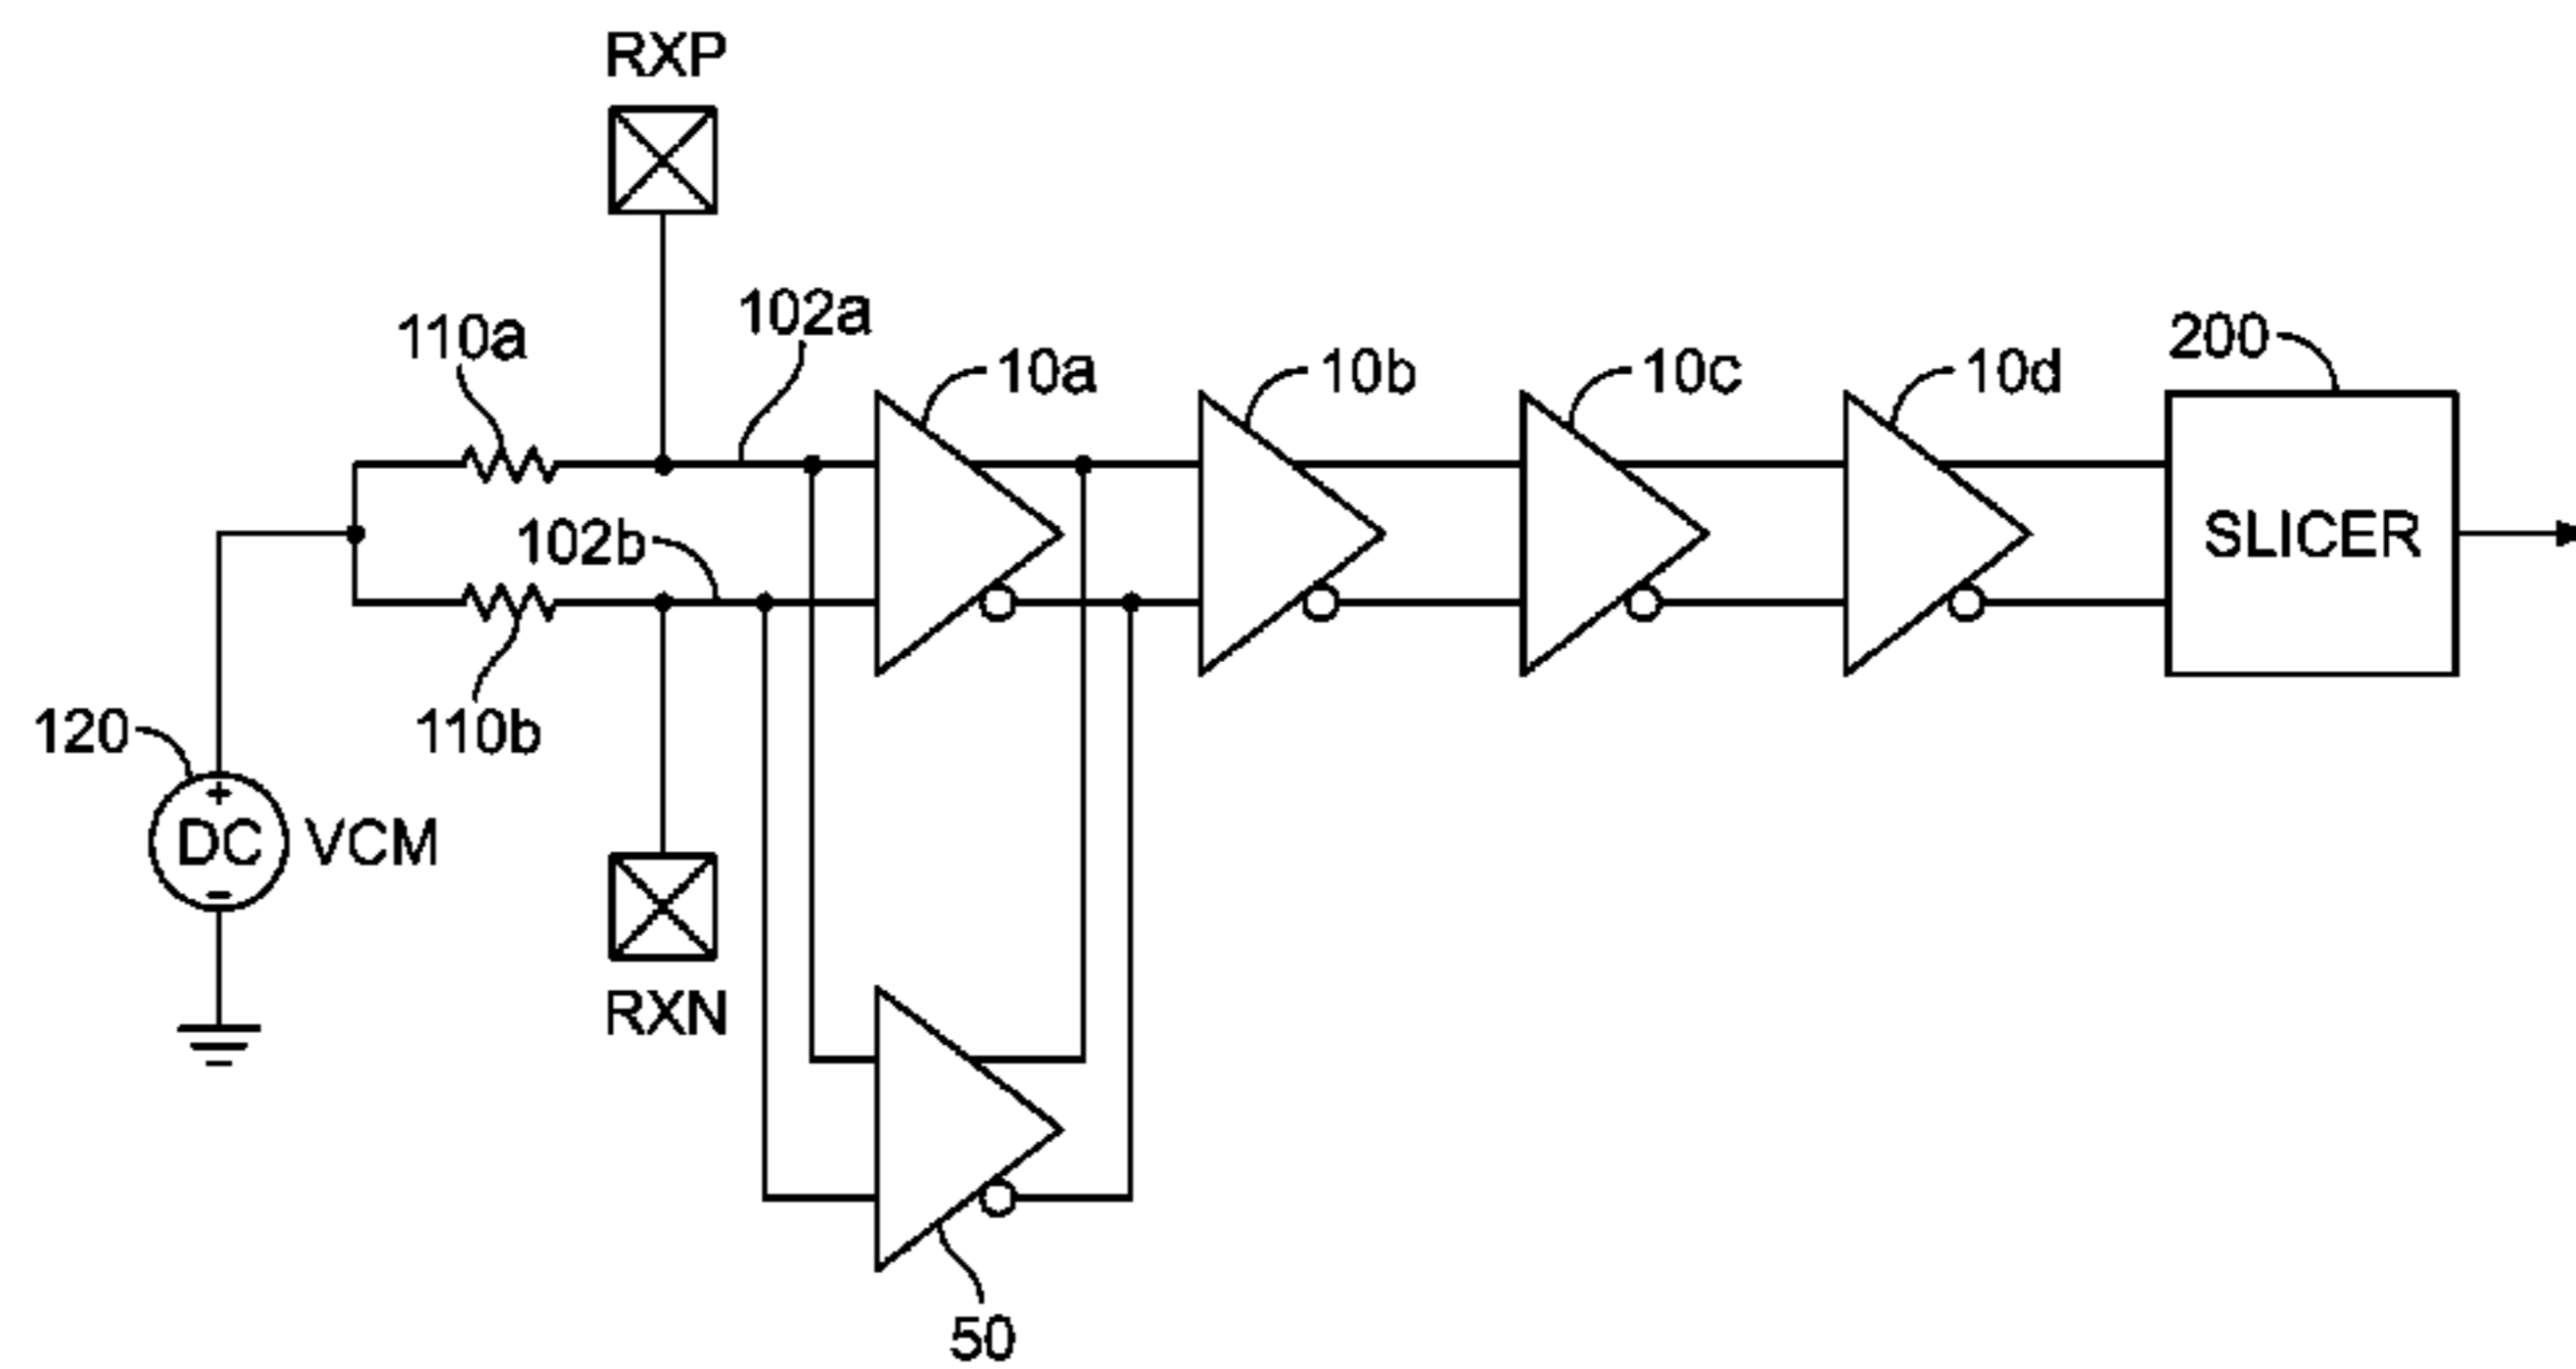 RXP
102a
110a
10a
10b
10c
10d
200
SLICER
102b
110b
120
+
DC
-
VCM
RXN
50